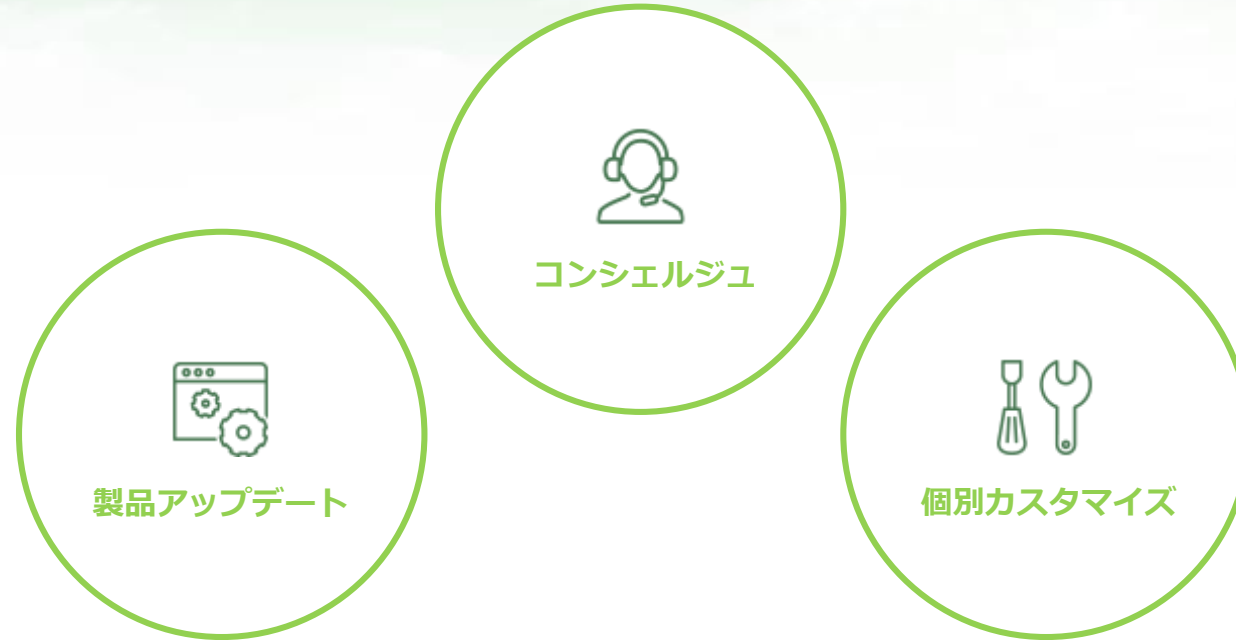 コンシェルジュ
製品アップデート
個別カスタマイズ